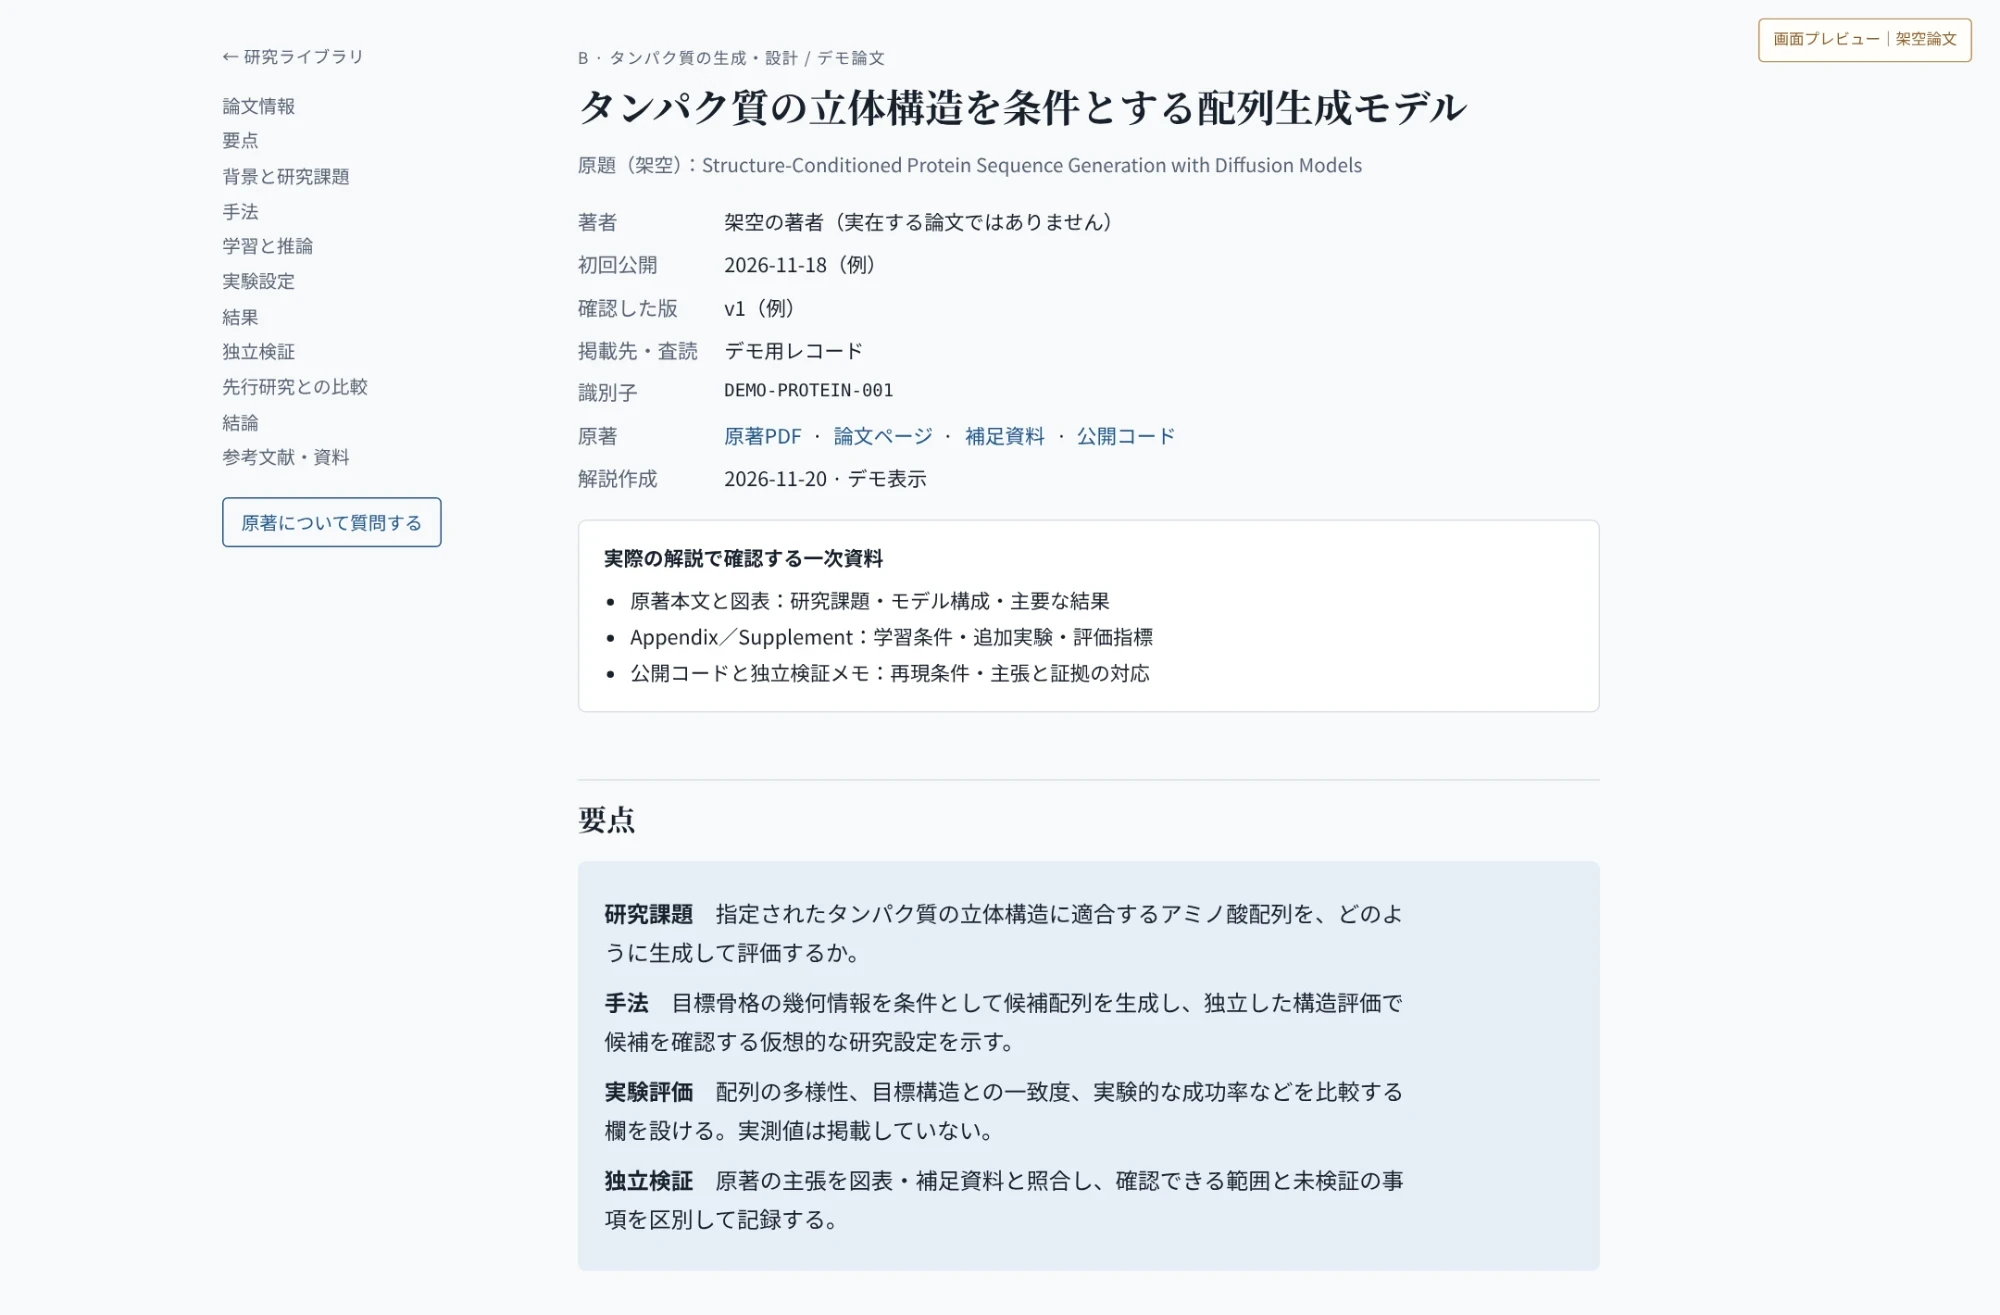 ← 研究ライブラリ
論文情報
要点
背景と研究課題
手法
学習と推論
実験設定
結果
独立検証
先行研究との比較
結論
参考文献・資料
原著について質問する
画面プレビュー｜架空論文
B · タンパク質の生成・設計 / デモ論文
タンパク質の立体構造を条件とする配列生成モデル
原題（架空）：Structure-Conditioned Protein Sequence Generation with Diffusion Models
著者 架空の著者（実在する論文ではありません）
初回公開 2026-11-18（例）
確認した版 v1（例）
掲載先・査読 デモ用レコード
識別子 DEMO-PROTEIN-001
原著 原著PDF · 論文ページ · 補足資料 · 公開コード
解説作成 2026-11-20 · デモ表示
実際の解説で確認する一次資料
• 原著本文と図表：研究課題・モデル構成・主要な結果
• Appendix／Supplement：学習条件・追加実験・評価指標
• 公開コードと独立検証メモ：再現条件・主張と証拠の対応
要点
研究課題　指定されたタンパク質の立体構造に適合するアミノ酸配列を、どのよ
うに生成して評価するか。
手法　目標骨格の幾何情報を条件として候補配列を生成し、独立した構造評価で
候補を確認する仮想的な研究設定を示す。
実験評価　配列の多様性、目標構造との一致度、実験的な成功率などを比較する
欄を設ける。実測値は掲載していない。
独立検証　原著の主張を図表・補足資料と照合し、確認できる範囲と未検証の事
項を区別して記録する。